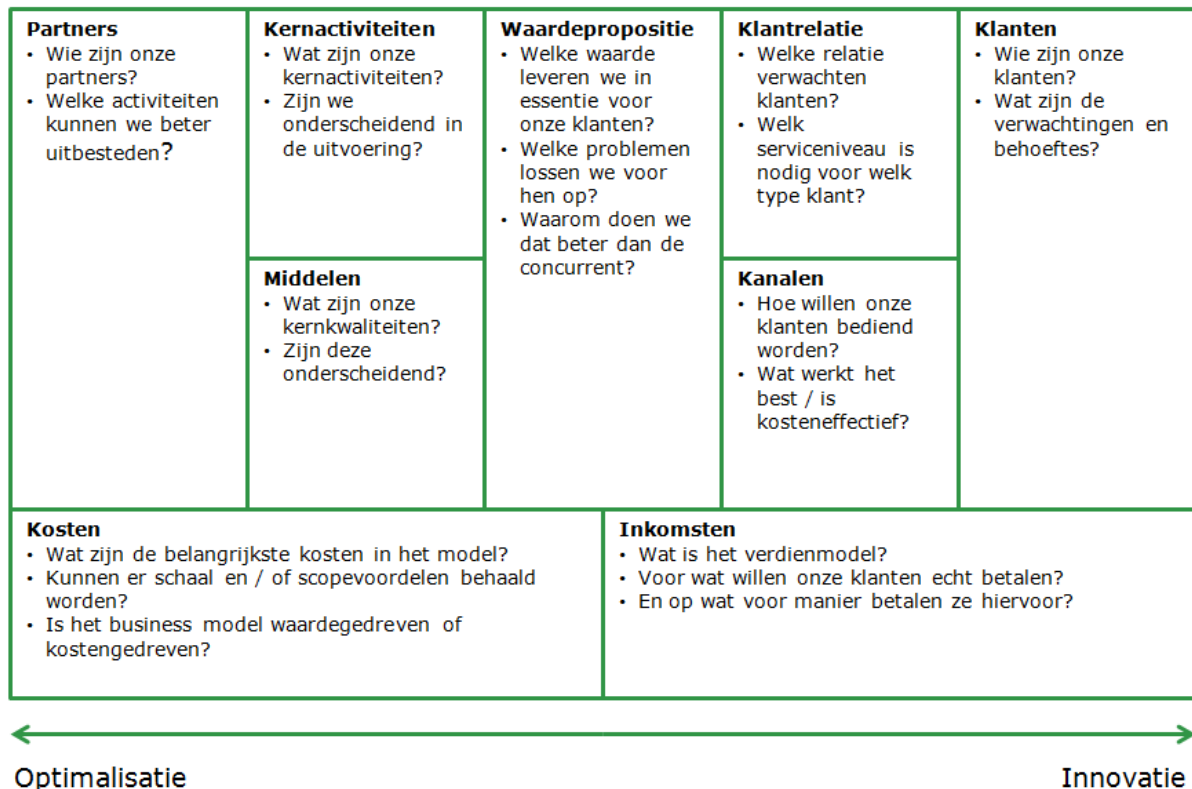 Partners
• Wie zijn onze
partners?
• Welke activiteiten
kunnen we beter
uitbesteden?
Kernactiviteiten
• Wat zijn onze
kernactiviteiten?
• Zijn we
onderscheidend in
de uitvoering?
Middelen
• Wat zijn onze
kernkwaliteiten?
• Zijn deze
onderscheidend?
Waardepropositie
• Welke waarde
leveren we in
essentie voor
onze klanten?
• Welke problemen
lossen we voor
hen op?
• Waarom doen we
dat beter dan de
concurrent?
Klantrelatie
• Welke relatie
verwachten
klanten?
• Welk
serviceniveau is
nodig voor welk
type klant?
Kanalen
• Hoe willen onze
klanten bediend
worden?
• Wat werkt het
best / is
kosteneffectief?
Klanten
• Wie zijn onze
klanten?
• Wat zijn de
verwachtingen en
behoeftes?
Kosten
• Wat zijn de belangrijkste kosten in het model?
• Kunnen er schaal en / of scopevoordelen behaald
worden?
• Is het business model waardegedreven of
kostengedreven?
Inkomsten
• Wat is het verdienmodel?
• Voor wat willen onze klanten echt betalen?
• En op wat voor manier betalen ze hiervoor?
Optimalisatie
Innovatie